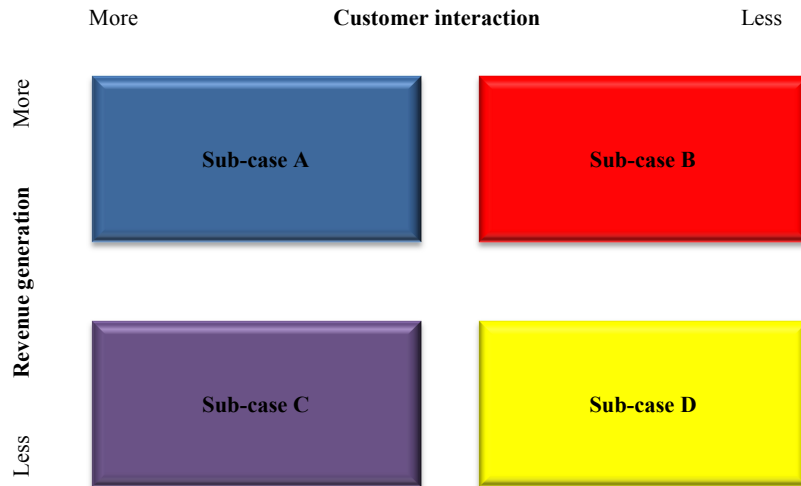 More Customer interaction Less
More
Sub-case A Sub-case B
Revenue generation
Sub-case C Sub-case D
Less